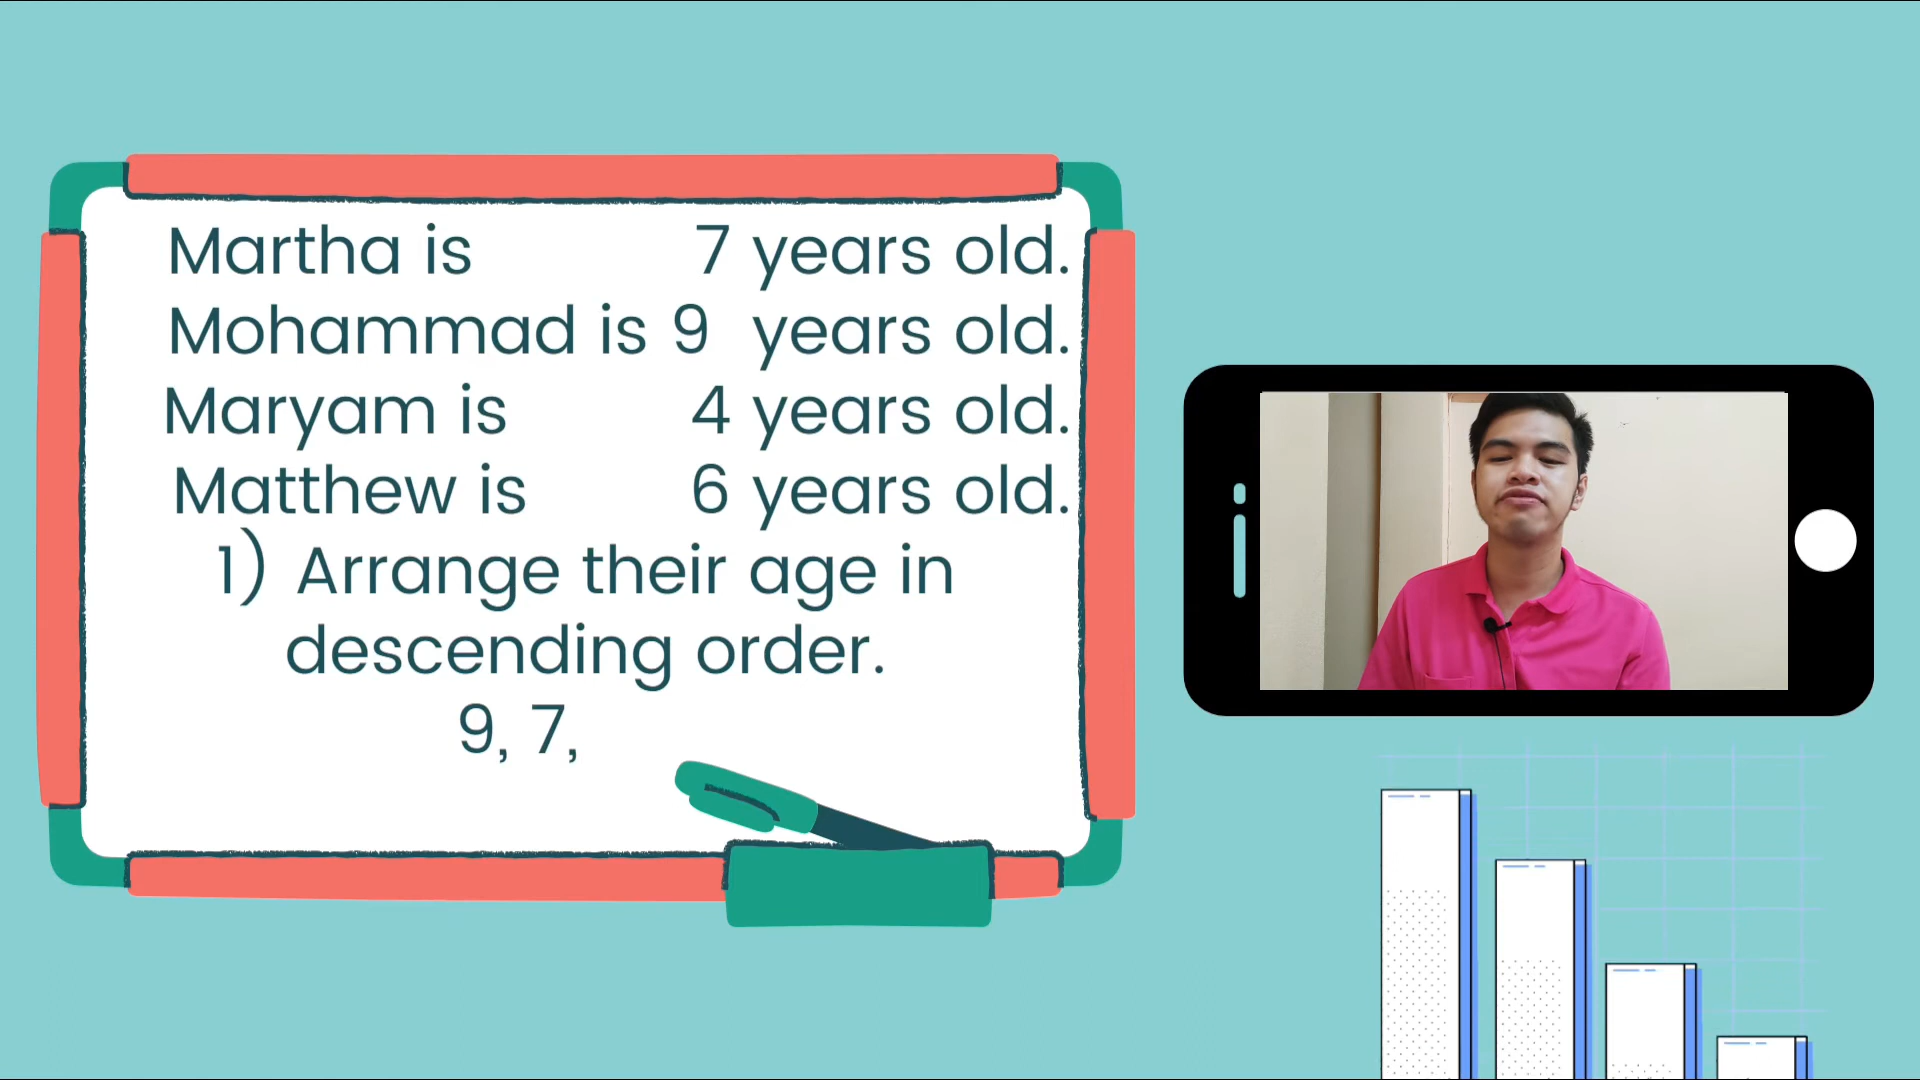 Martha is 7 years old.
Mohammad is 9 years old.
Maryam is 4 years old.
Matthew is 6 years old.
1) Arrange their age in
descending order.
9, 7,